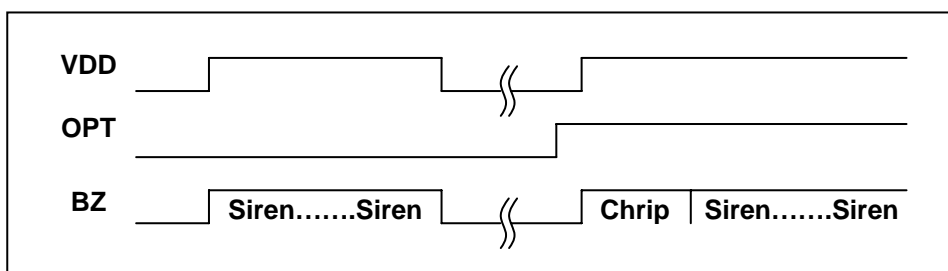 VDD
OPT
BZ Siren.......Siren Chrip Siren.......Siren